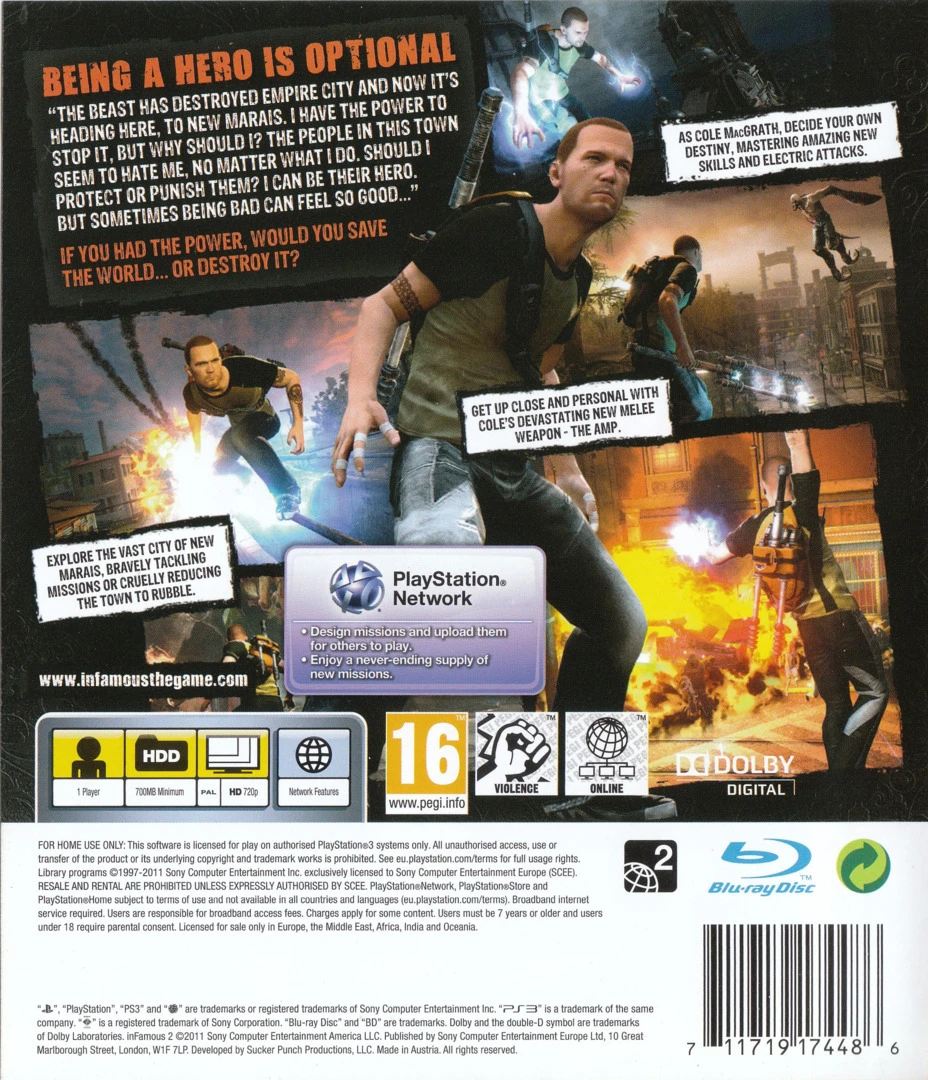 BEING A HERO IS OPTIONAL
“THE BEAST HAS DESTROYED EMPIRE CITY AND NOW IT’S
HEADING HERE, TO NEW MARAIS. I HAVE THE POWER TO
STOP IT, BUT WHY SHOULD I? THE PEOPLE IN THIS TOWN
SEEM TO HATE ME, NO MATTER WHAT I DO. SHOULD I
PROTECT OR PUNISH THEM? I CAN BE THEIR HERO.
BUT SOMETIMES BEING BAD CAN FEEL SO GOOD...”
IF YOU HAD THE POWER, WOULD YOU SAVE
THE WORLD... OR DESTROY IT?
AS COLE MACGRATH, DECIDE YOUR OWN
DESTINY, MASTERING AMAZING NEW
SKILLS AND ELECTRIC ATTACKS.
GET UP CLOSE AND PERSONAL WITH
COLE’S DEVASTATING NEW MELEE
WEAPON - THE AMP.
EXPLORE THE VAST CITY OF NEW
MARAIS, BRAVELY TACKLING
MISSIONS OR CRUELLY REDUCING
THE TOWN TO RUBBLE.
PlayStation®
Network
• Design missions and upload them
for others to play.
• Enjoy a never-ending supply of
new missions.
www.infamousthegame.com
HDD
1 Player
700MB Minimum
PAL
HD 720p
Network Features
16
TM
www.pegi.info
TM
VIOLENCE
TM
ONLINE
DOLBY
DIGITAL
FOR HOME USE ONLY: This software is licensed for play on authorised PlayStation®3 systems only. All unauthorised access, use or
transfer of the product or its underlying copyright and trademark works is prohibited. See eu.playstation.com/terms for full usage rights.
Library programs ©1997-2011 Sony Computer Entertainment Inc. exclusively licensed to Sony Computer Entertainment Europe (SCEE).
RESALE AND RENTAL ARE PROHIBITED UNLESS EXPRESSLY AUTHORISED BY SCEE. PlayStation®Network, PlayStation®Store and
PlayStation®Home subject to terms of use and not available in all countries and languages (eu.playstation.com/terms). Broadband internet
service required. Users are responsible for broadband access fees. Charges apply for some content. Users must be 7 years or older and users
under 18 require parental consent. Licensed for sale only in Europe, the Middle East, Africa, India and Oceania.
2
Blu-ray Disc
TM
“ ”, “PlayStation”, “PS3” and “ ” are trademarks or registered trademarks of Sony Computer Entertainment Inc. “PS3” is a trademark of the same
company. “ ” is a registered trademark of Sony Corporation. “Blu-ray Disc” and “BD” are trademarks. Dolby and the double-D symbol are trademarks
of Dolby Laboratories. inFamous 2 ©2011 Sony Computer Entertainment America LLC. Published by Sony Computer Entertainment Europe Ltd, 10 Great
Marlborough Street, London, W1F 7LP. Developed by Sucker Punch Productions, LLC. Made in Austria. All rights reserved.
7 11719 17448 6